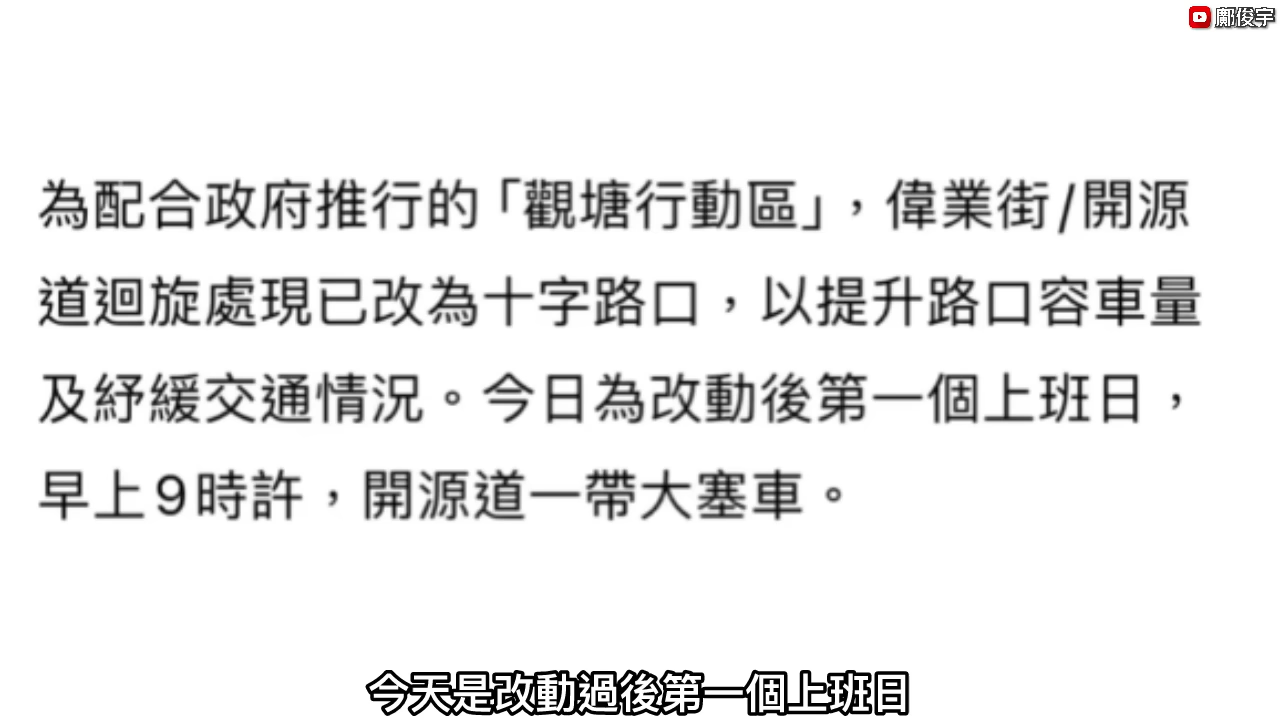 鄺俊宇
為配合政府推行的「觀塘行動區」，偉業街/開源
道迴旋處現已改為十字路口，以提升路口容車量
及紓緩交通情況。今日為改動後第一個上班日，
早上9時許，開源道一帶大塞車。
今天是改動過後第一個上班日